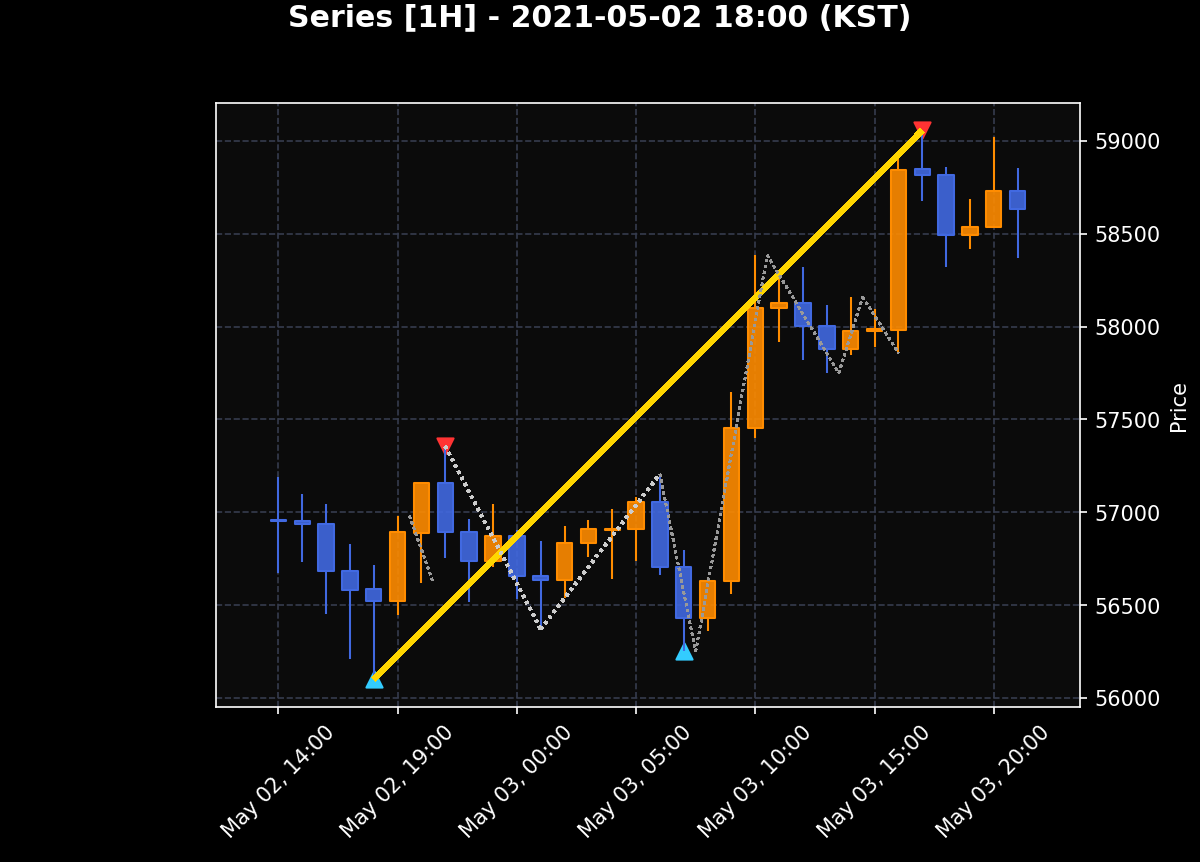 Series [1H] - 2021-05-02 18:00 (KST)
59000
58500
58000
57500
57000
56500
56000
Price
May 02, 14:00
May 02, 19:00
May 03, 00:00
May 03, 05:00
May 03, 10:00
May 03, 15:00
May 03, 20:00